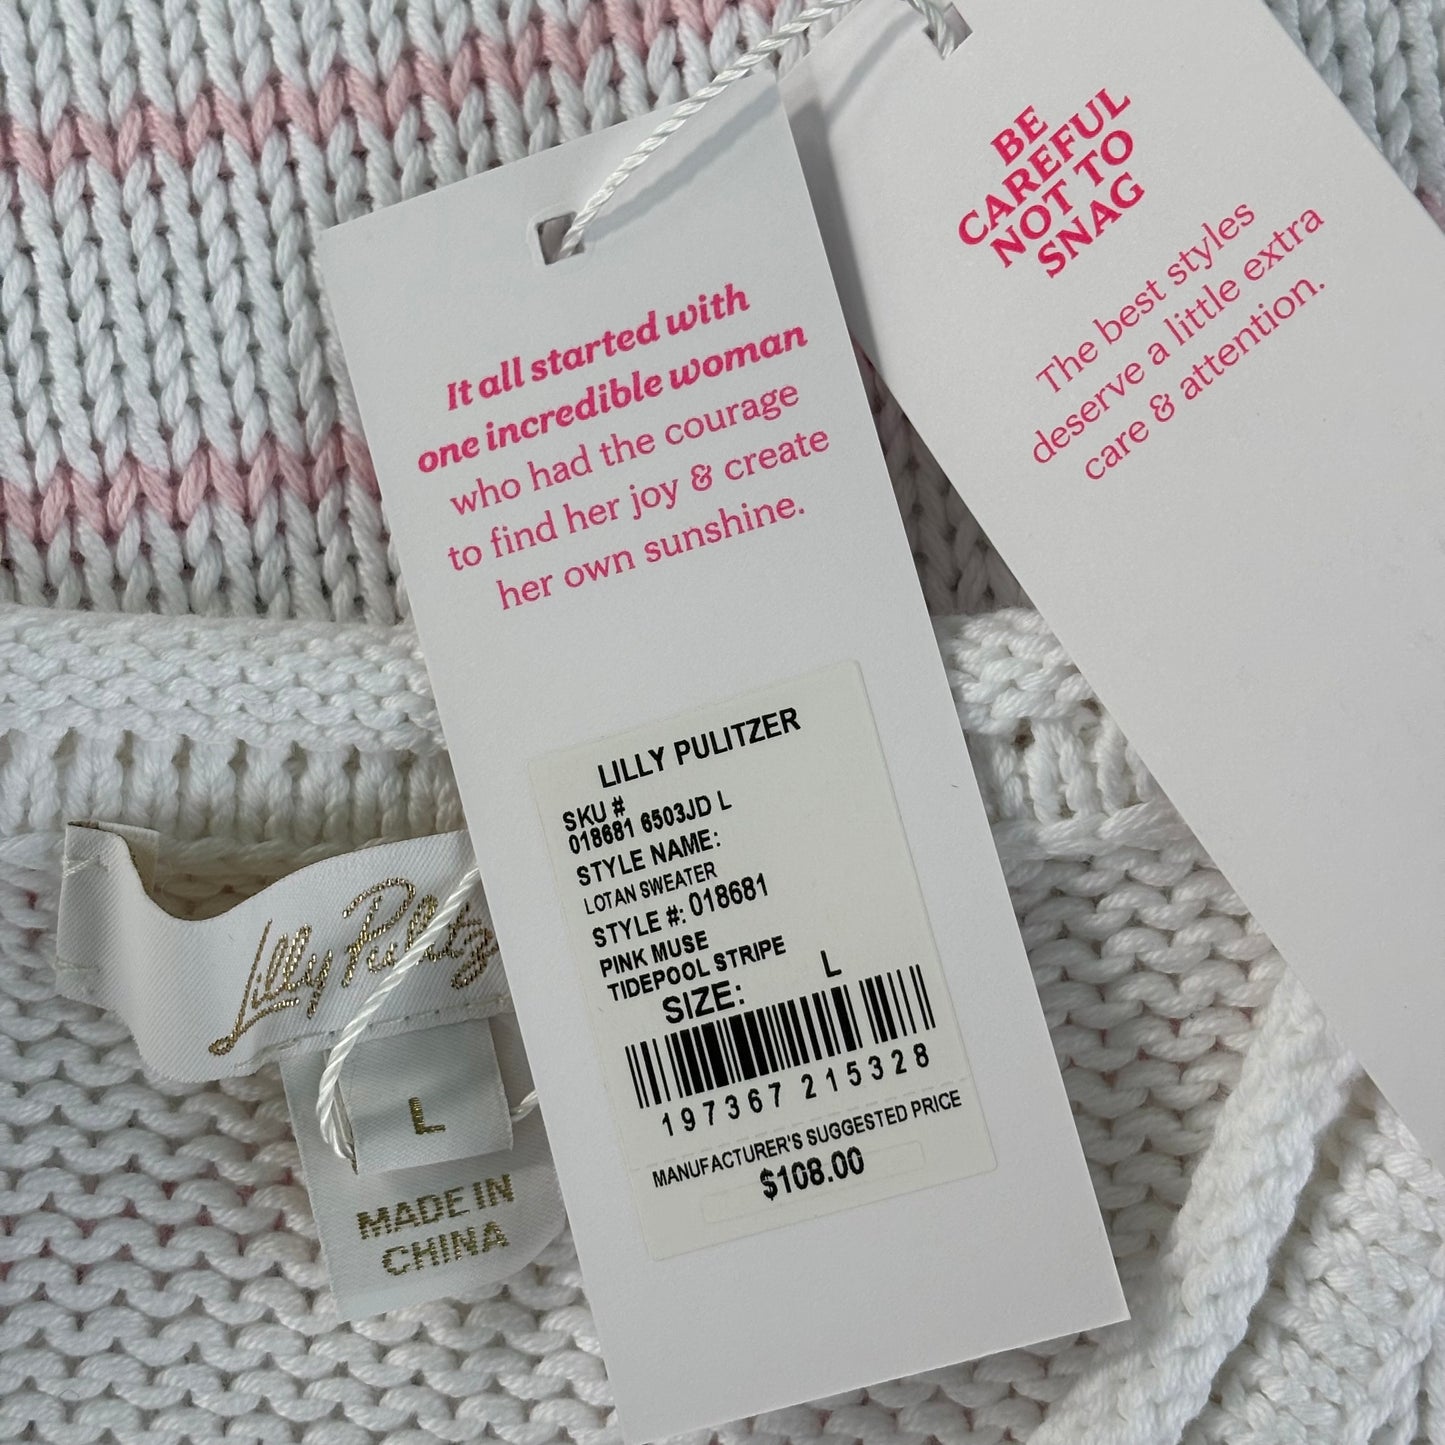 BE
CAREFUL
NOT TO
SNAG
The best styles
deserve a little extra
care & attention.
It all started with
one incredible woman
who had the courage
to find her joy & create
her own sunshine.
LILLY PULITZER
SKU #
018681 6503JD L
STYLE NAME:
LOTAN SWEATER
STYLE #: 018681
PINK MUSE
TIDEPOOL STRIPE
SIZE: L
197367 215328
MANUFACTURER'S SUGGESTED PRICE
$108.00
Lilly Pulitze
L
MADE IN
CHINA